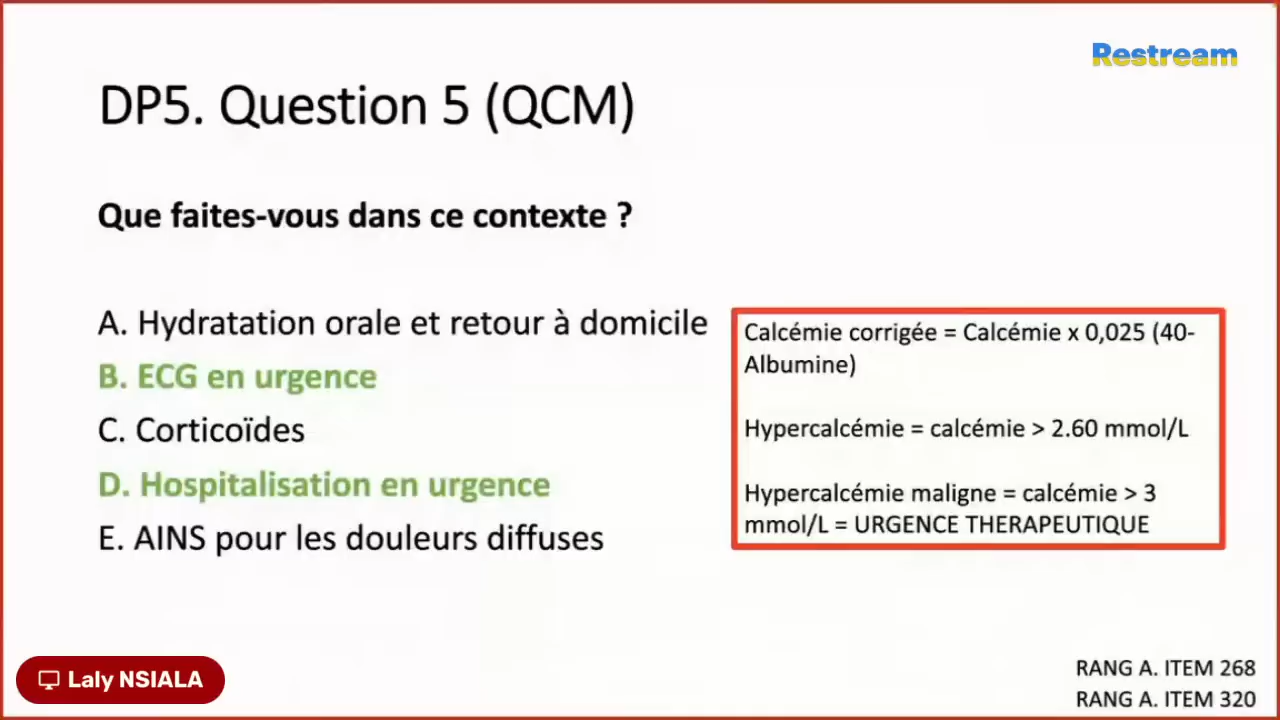 Restream
DP5. Question 5 (QCM)
Que faites-vous dans ce contexte ?
A. Hydratation orale et retour à domicile
B. ECG en urgence
C. Corticoïdes
D. Hospitalisation en urgence
E. AINS pour les douleurs diffuses
Calcémie corrigée = Calcémie x 0,025 (40-
Albumine)
Hypercalcémie = calcémie > 2.60 mmol/L
Hypercalcémie maligne = calcémie > 3
mmol/L = URGENCE THERAPEUTIQUE
Laly NSIALA
RANG A. ITEM 268
RANG A. ITEM 320